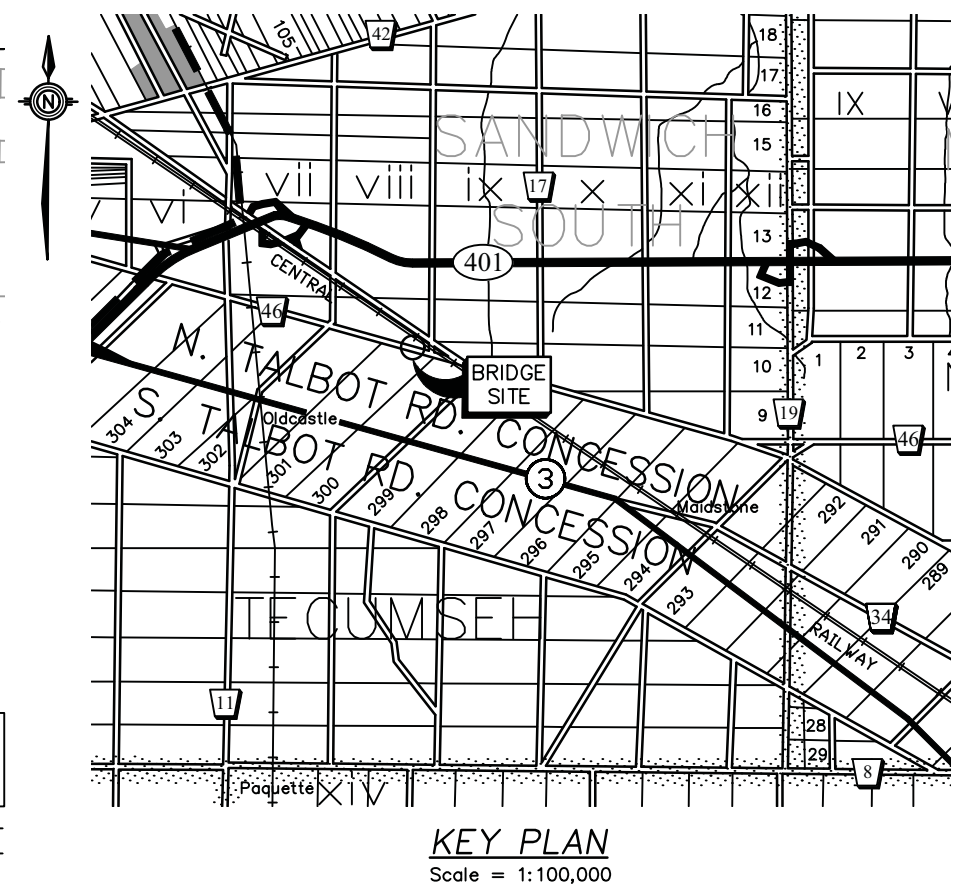 105
42
18
17
N
16
IX
SANDWICH
15
vi
vii
viii
ix
17
x
xi
xii
SOUTH
13
401
CENTRAL
12
46
11
N. TALBOT RD. CONCESSION
10
1
2
3
BRIDGE
SITE
9
19
46
Oldcastle
S. TALBOT RD. CONCESSION
304
303
302
301
300
299
298
297
296
295
294
293
3
Maidstone
292
291
290
289
TECUMSEH
34
RAILWAY
11
28
29
8
Paquette
XIV
KEY PLAN
Scale = 1:100,000